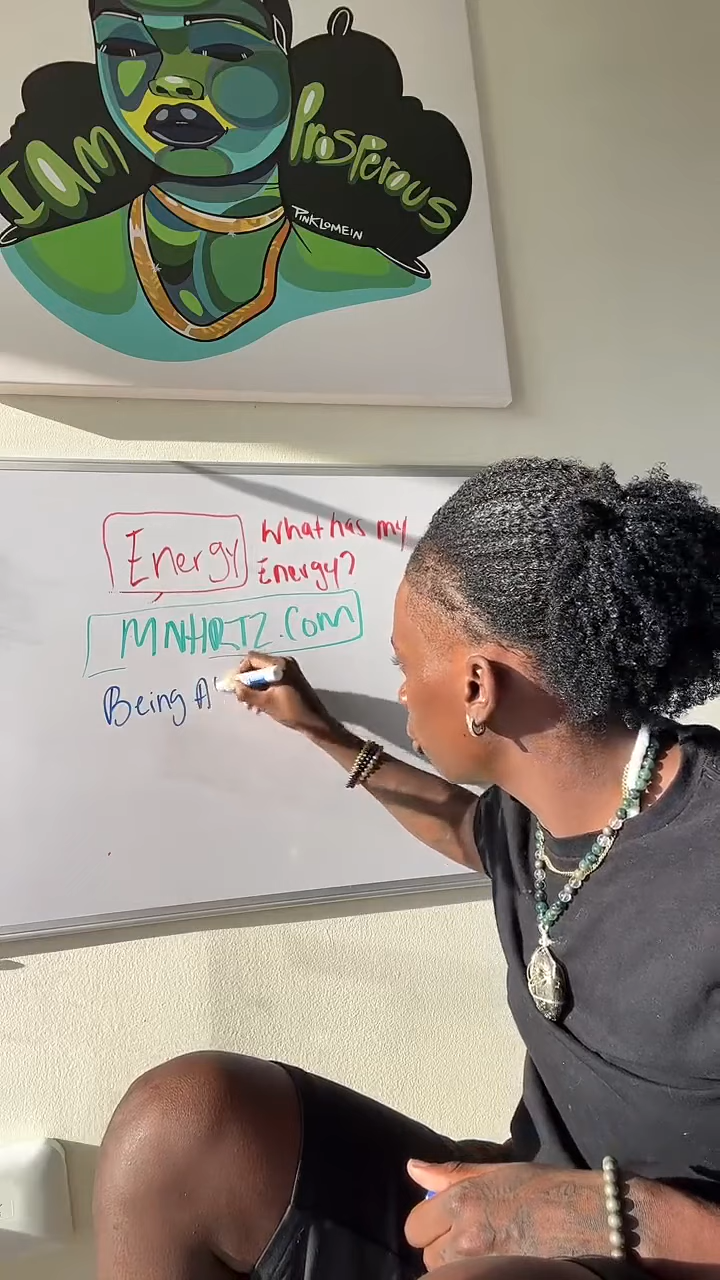 I am
Prosperous
PINKLOMEIN
Energy
What has my
Energy?
MNHRTZ.Com
Being A